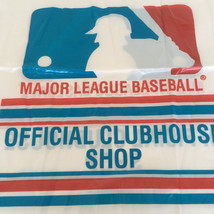 MAJOR LEAGUE BASEBALL®
OFFICIAL CLUBHOUSE
SHOP